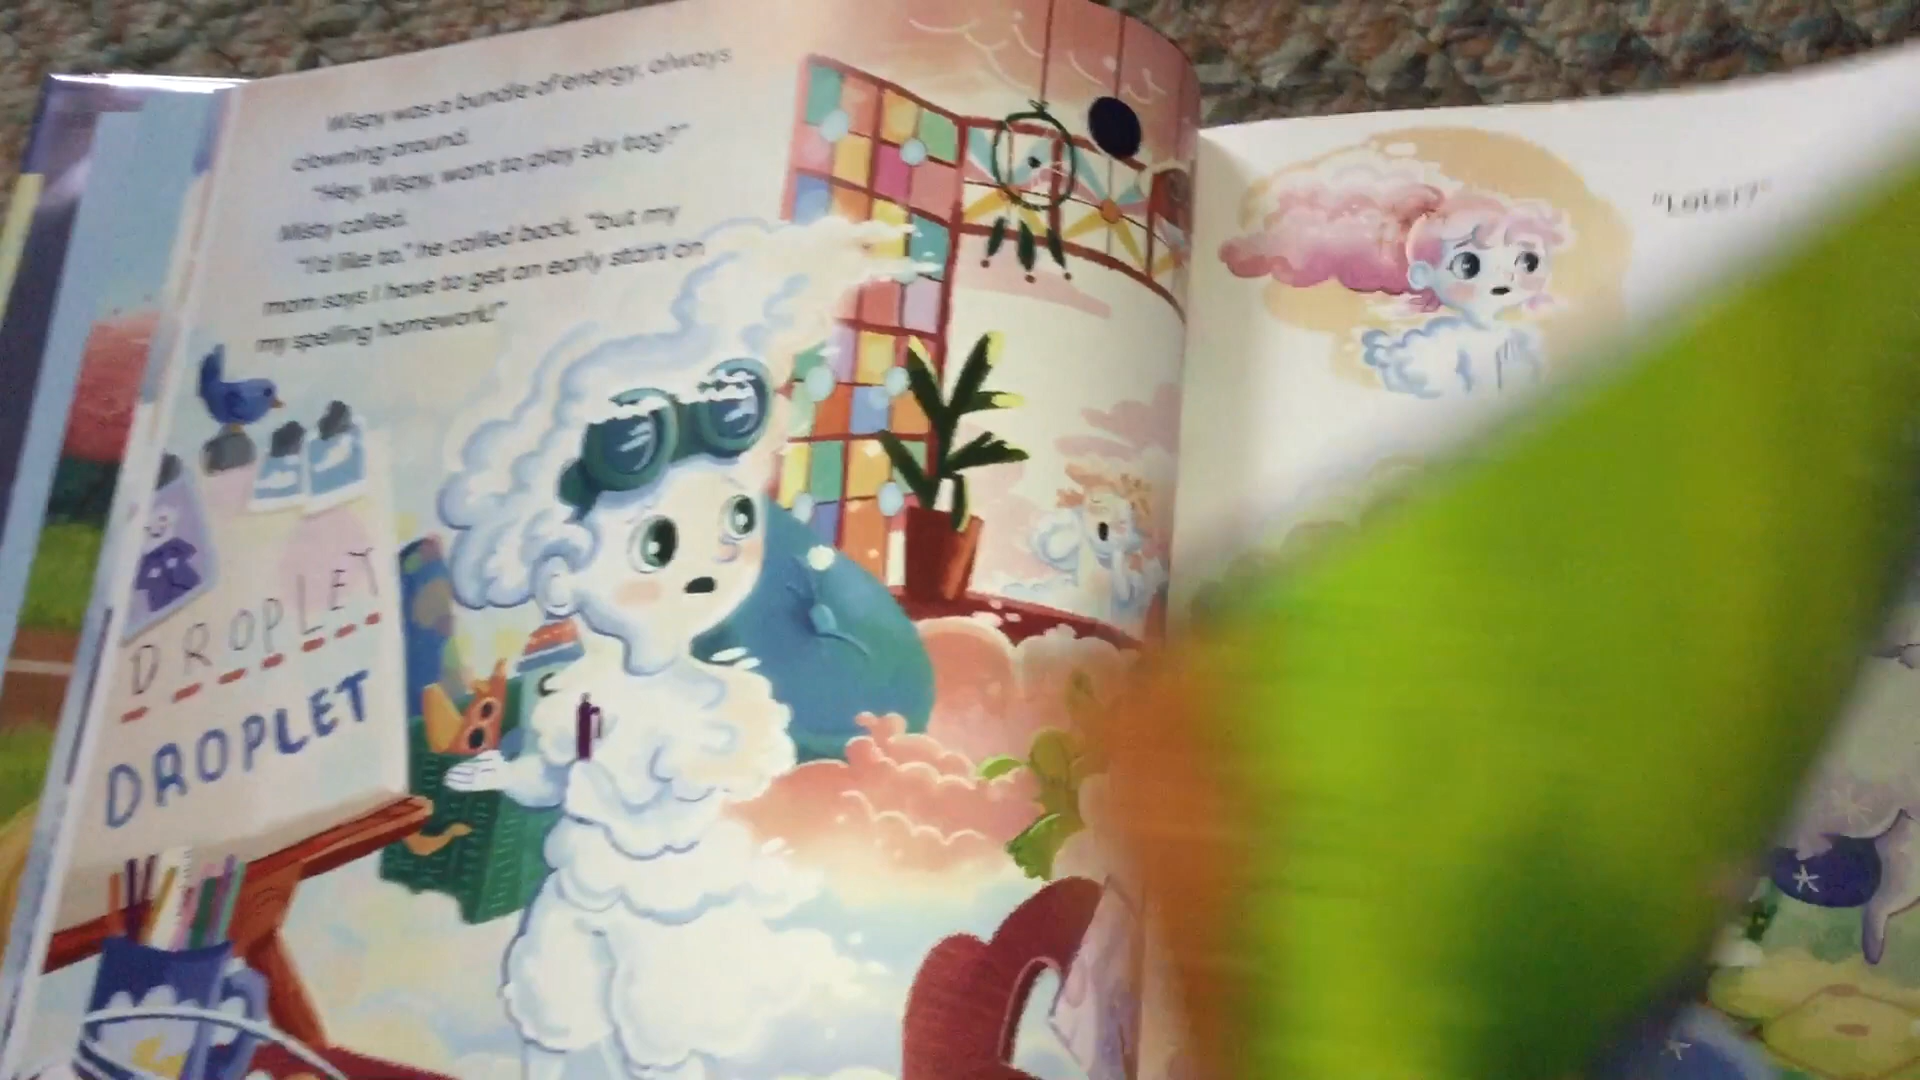 Wispy was a bundle of energy, always
clowning around.
"Hey, Wispy, want to play sky tag?"
Misty called.
"I'd like to," he called back, "but my
mom says I have to get an early start on
my spelling homework!"
DROPLEY
DROPLET
"Later,"